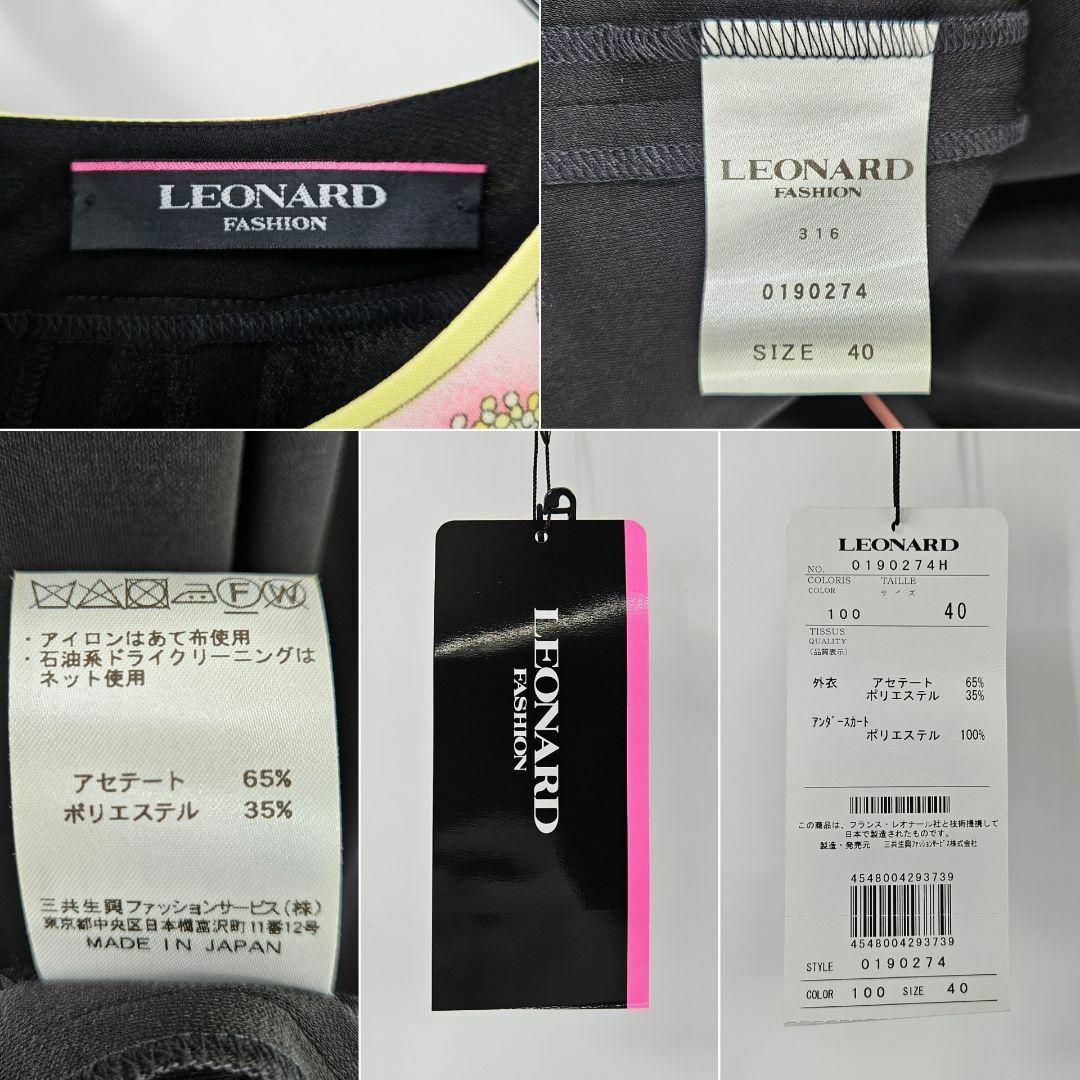 LEONARD
FASHION
LEONARD
FASHION
316
0190274
SIZE 40
F W
・アイロンはあて布使用
・石油系ドライクリーニングは
ネット使用
アセテート 65%
ポリエステル 35%
三共生興ファッションサービス(株)
東京都中央区日本橋富沢町11番12号
MADE IN JAPAN
LEONARD
FASHION
LEONARD
NO. 0190274H
COLORIS TAILLE
COLOR サイズ
100 40
TISSUS
QUALITY
(品質表示)
外衣 アセテート 65%
ポリエステル 35%
アンダースカート
ポリエステル 100%
この商品は、フランス・レオナール社と技術提携して
日本で製造されたものです。
製造・発売元 三共生興ファッションサービス株式会社
4548004293739
4548004293739
STYLE 0190274
COLOR 100 SIZE 40